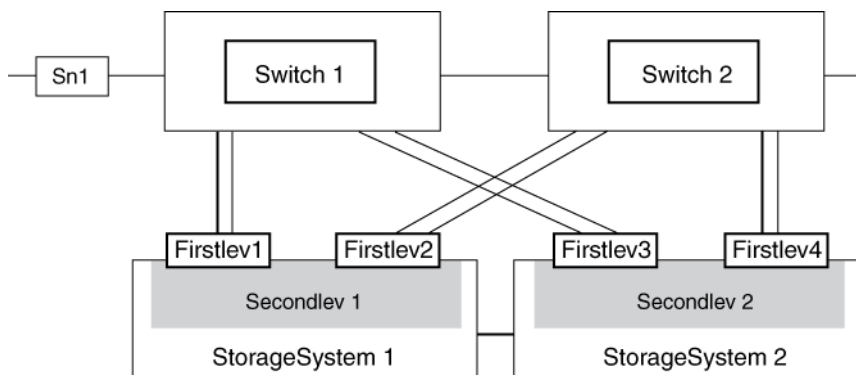 Sn1
Switch 1
Switch 2
Firstlev1
Firstlev2
Firstlev3
Firstlev4
Secondlev 1
Secondlev 2
StorageSystem 1
StorageSystem 2